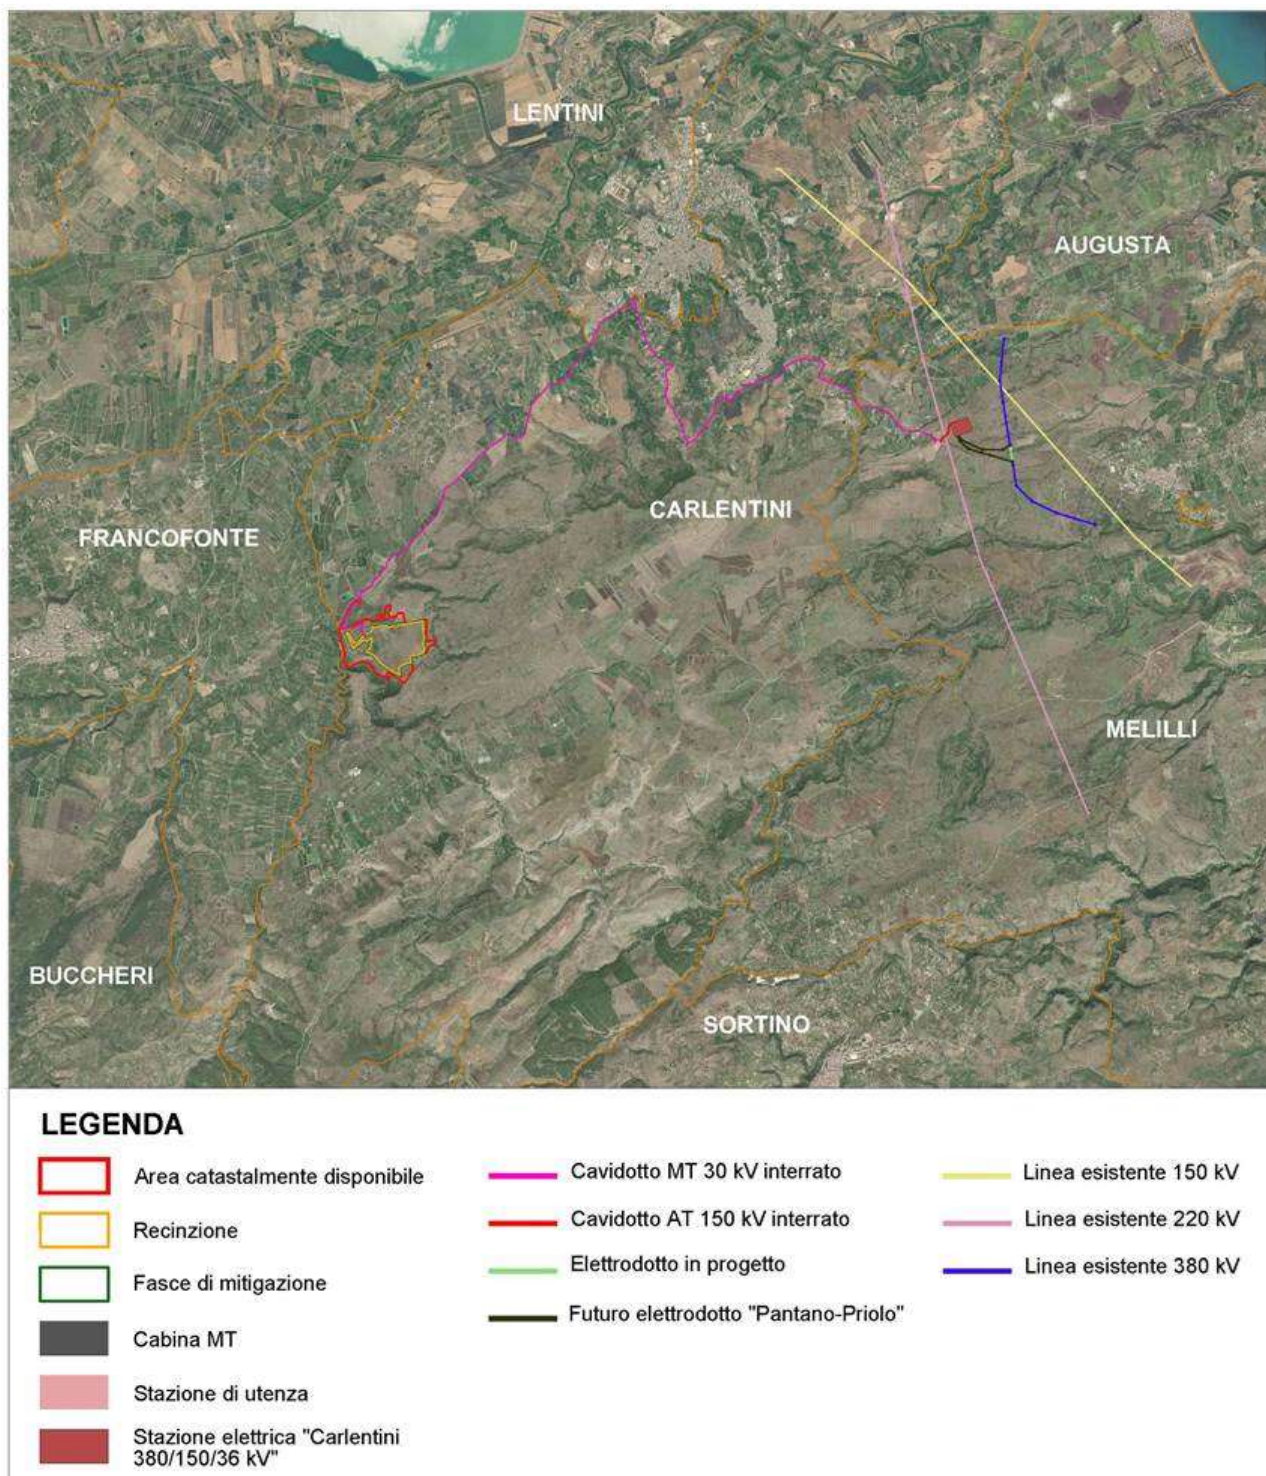 LENTINI
AUGUSTA
CARLENTINI
FRANCOFONTE
MELILLI
BUCCHERI
SORTINO
LEGENDA
Area catastalmente disponibile
Recinzione
Fasce di mitigazione
Cabina MT
Stazione di utenza
Stazione elettrica "Carlentini
380/150/36 kV"
Cavidotto MT 30 kV interrato
Cavidotto AT 150 kV interrato
Elettrodotto in progetto
Futuro elettrodotto "Pantano-Priolo"
Linea esistente 150 kV
Linea esistente 220 kV
Linea esistente 380 kV